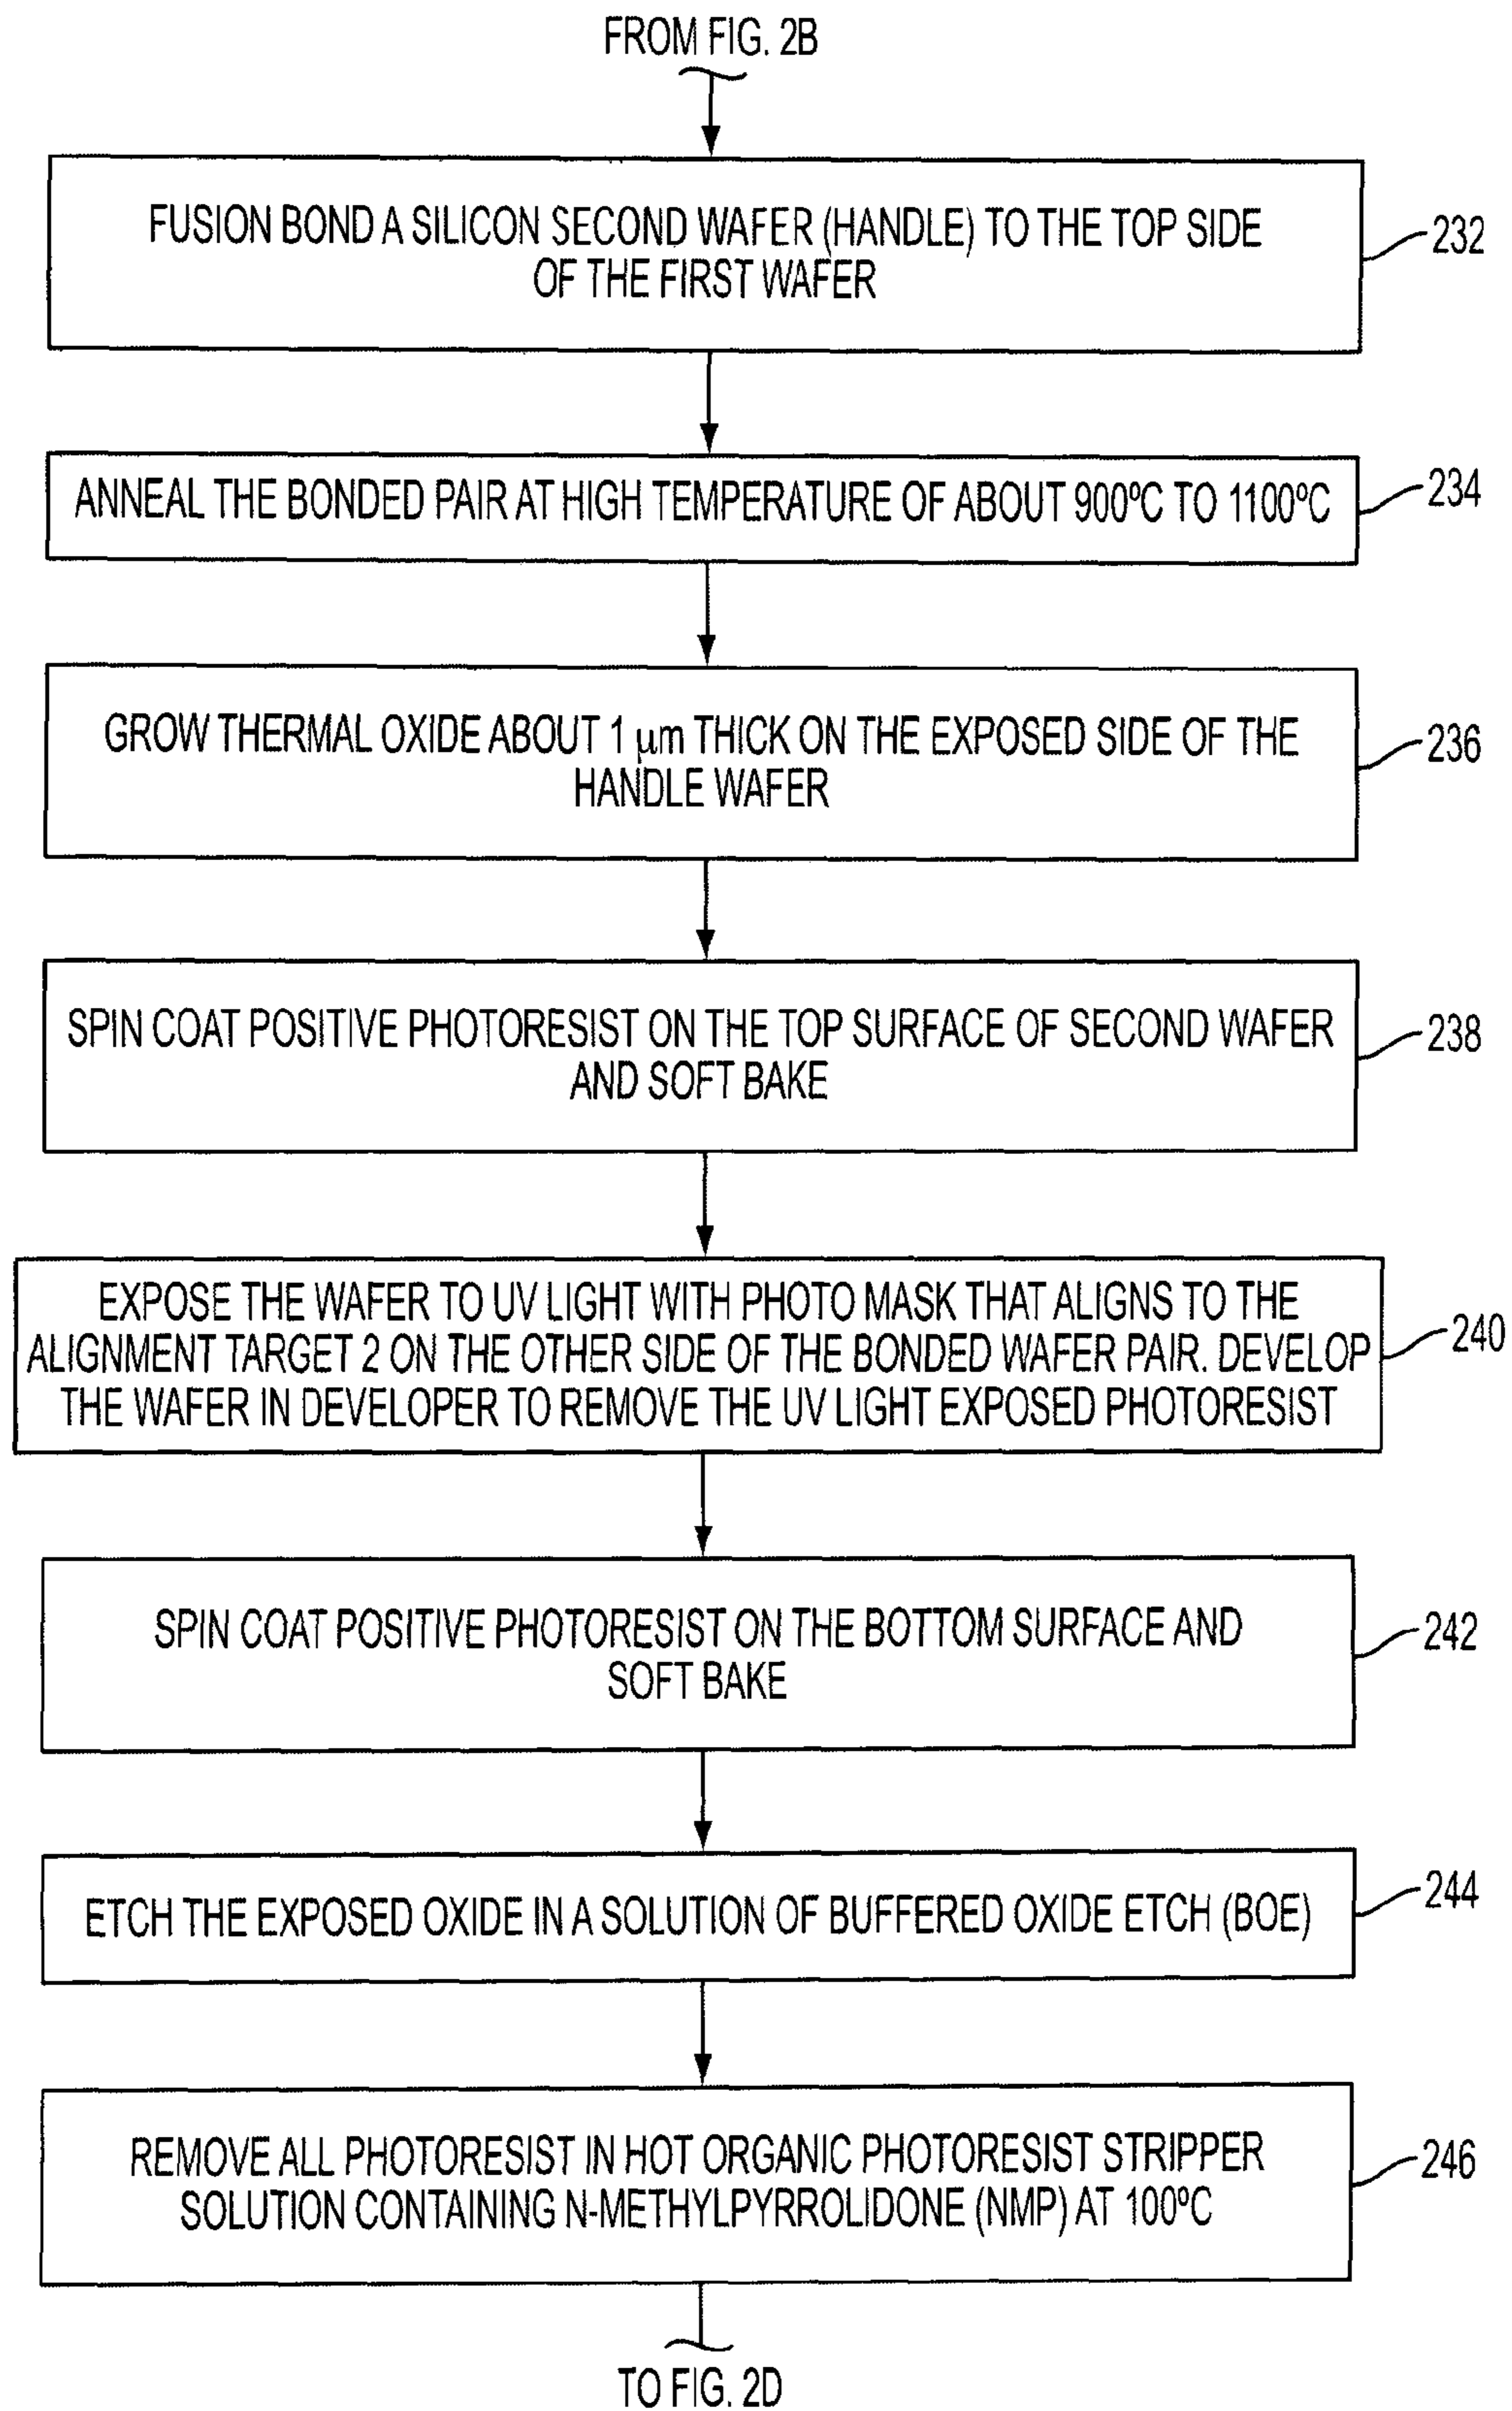 FROM FIG. 2B
FUSION BOND A SILICON SECOND WAFER (HANDLE) TO THE TOP SIDE
OF THE FIRST WAFER
232
ANNEAL THE BONDED PAIR AT HIGH TEMPERATURE OF ABOUT 900ºC TO 1100ºC
234
GROW THERMAL OXIDE ABOUT 1 μm THICK ON THE EXPOSED SIDE OF THE
HANDLE WAFER
236
SPIN COAT POSITIVE PHOTORESIST ON THE TOP SURFACE OF SECOND WAFER
AND SOFT BAKE
238
EXPOSE THE WAFER TO UV LIGHT WITH PHOTO MASK THAT ALIGNS TO THE
ALIGNMENT TARGET 2 ON THE OTHER SIDE OF THE BONDED WAFER PAIR. DEVELOP
THE WAFER IN DEVELOPER TO REMOVE THE UV LIGHT EXPOSED PHOTORESIST
240
SPIN COAT POSITIVE PHOTORESIST ON THE BOTTOM SURFACE AND
SOFT BAKE
242
ETCH THE EXPOSED OXIDE IN A SOLUTION OF BUFFERED OXIDE ETCH (BOE)
244
REMOVE ALL PHOTORESIST IN HOT ORGANIC PHOTORESIST STRIPPER
SOLUTION CONTAINING N-METHYLPYRROLIDONE (NMP) AT 100ºC
246
TO FIG. 2D